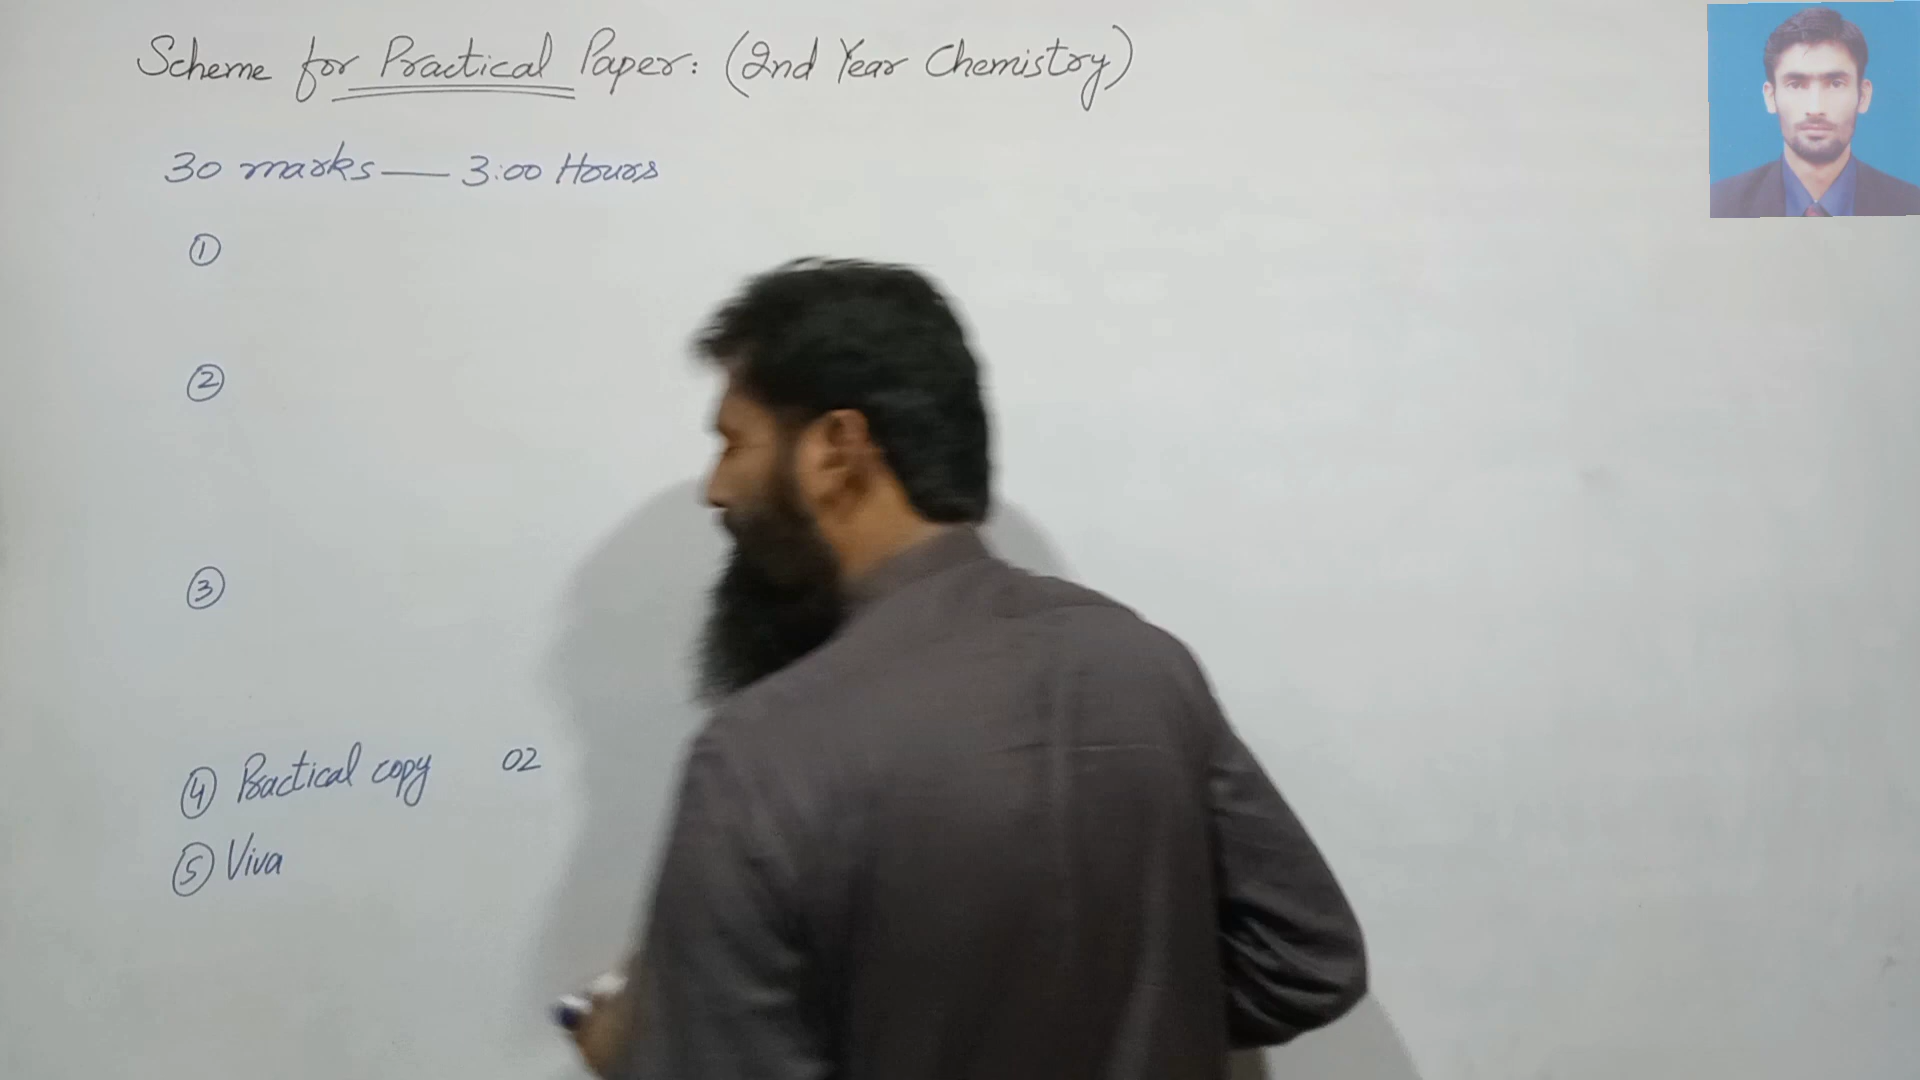 Scheme for Practical Paper: (2nd Year Chemistry)
30 marks — 3:00 Hours
①
②
③
④ Practical copy 02
⑤ Viva